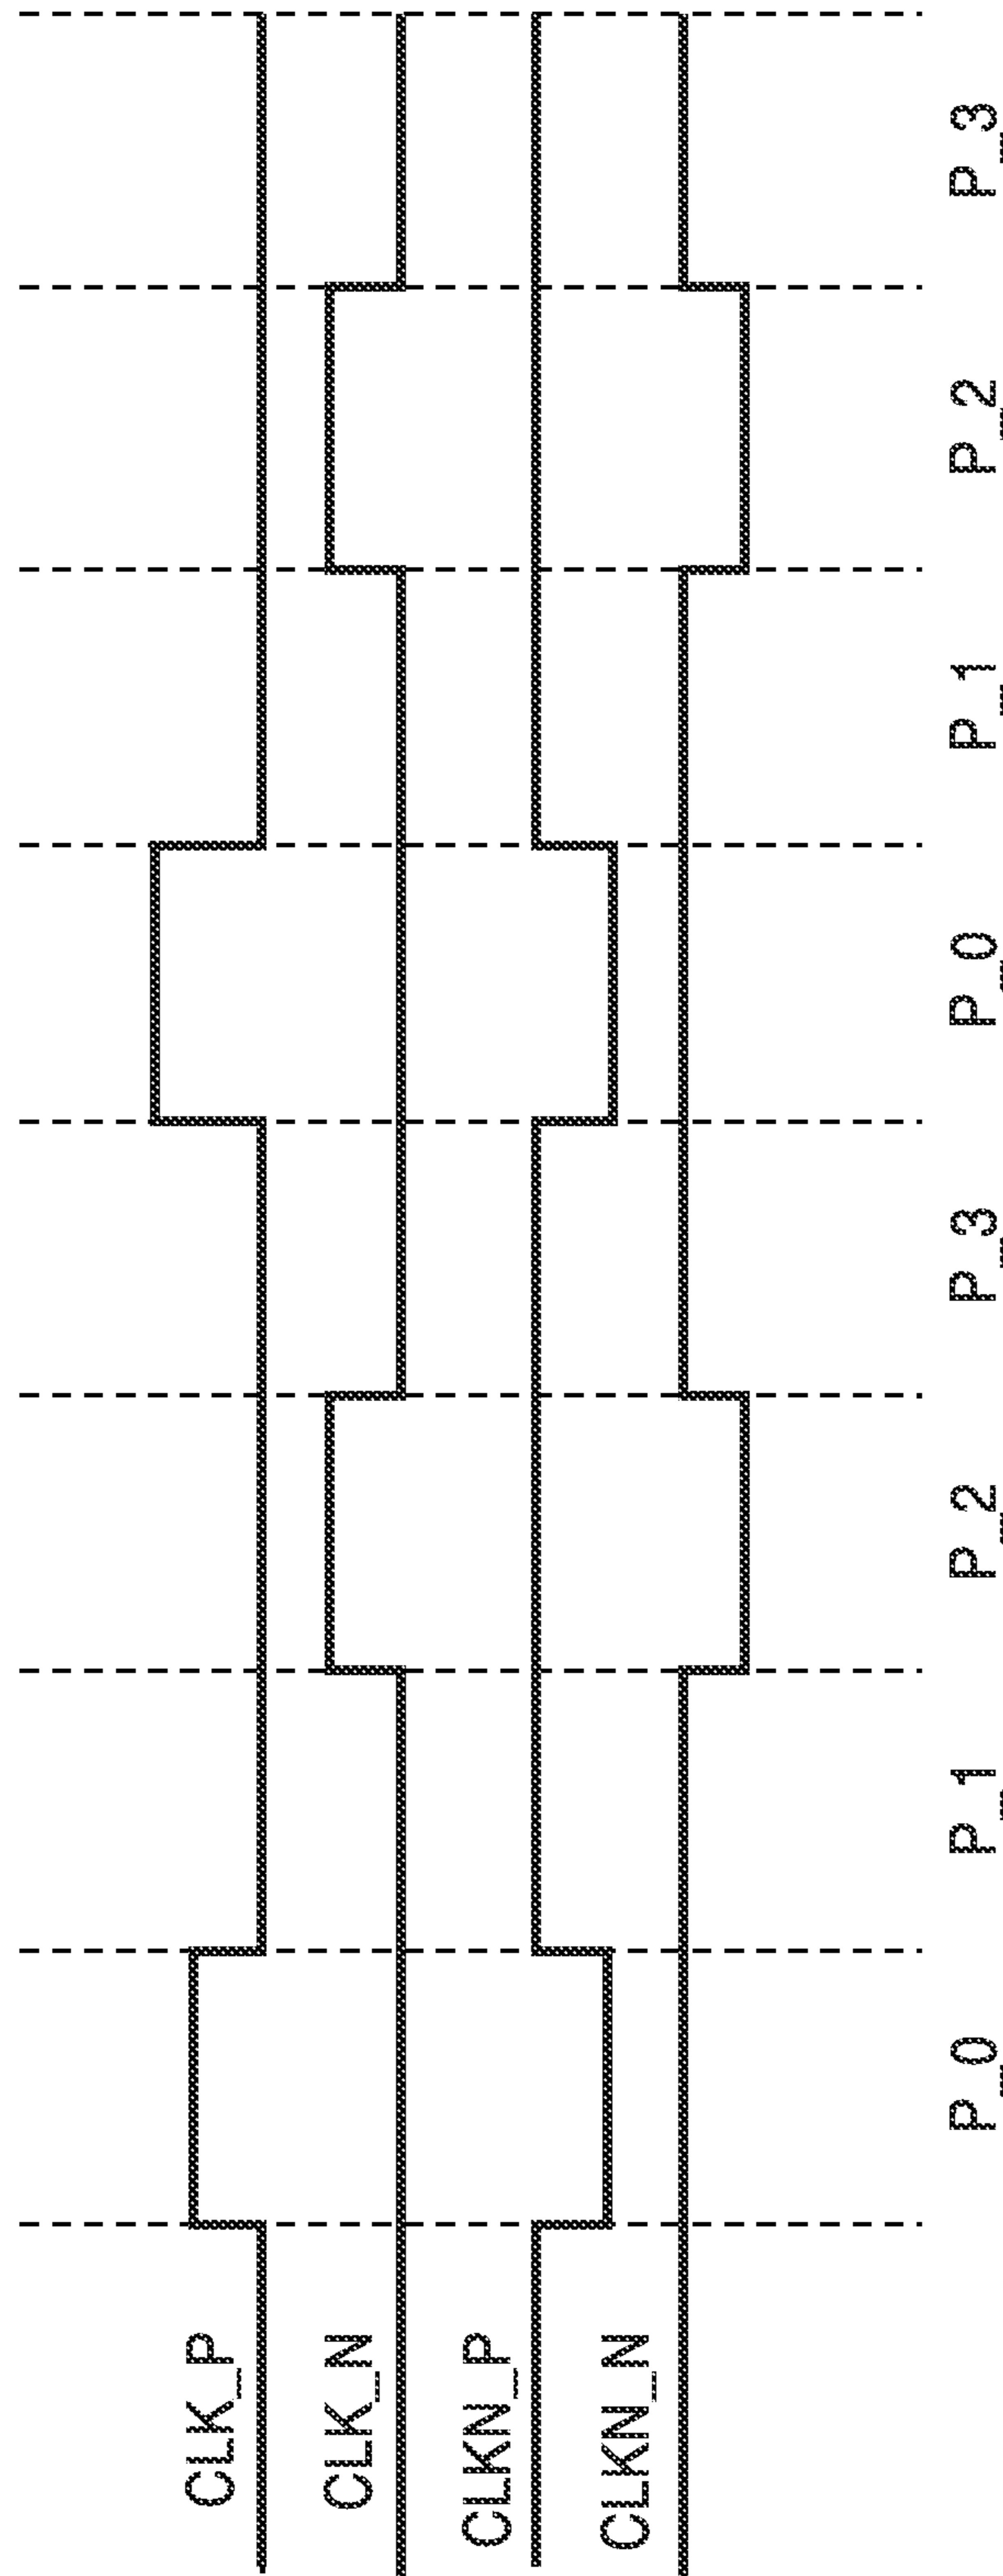 CLK_P
CLK_N
CLKN_P
CLKN_N
P_0 P_1 P_2 P_3 P_0 P_1 P_2 P_3